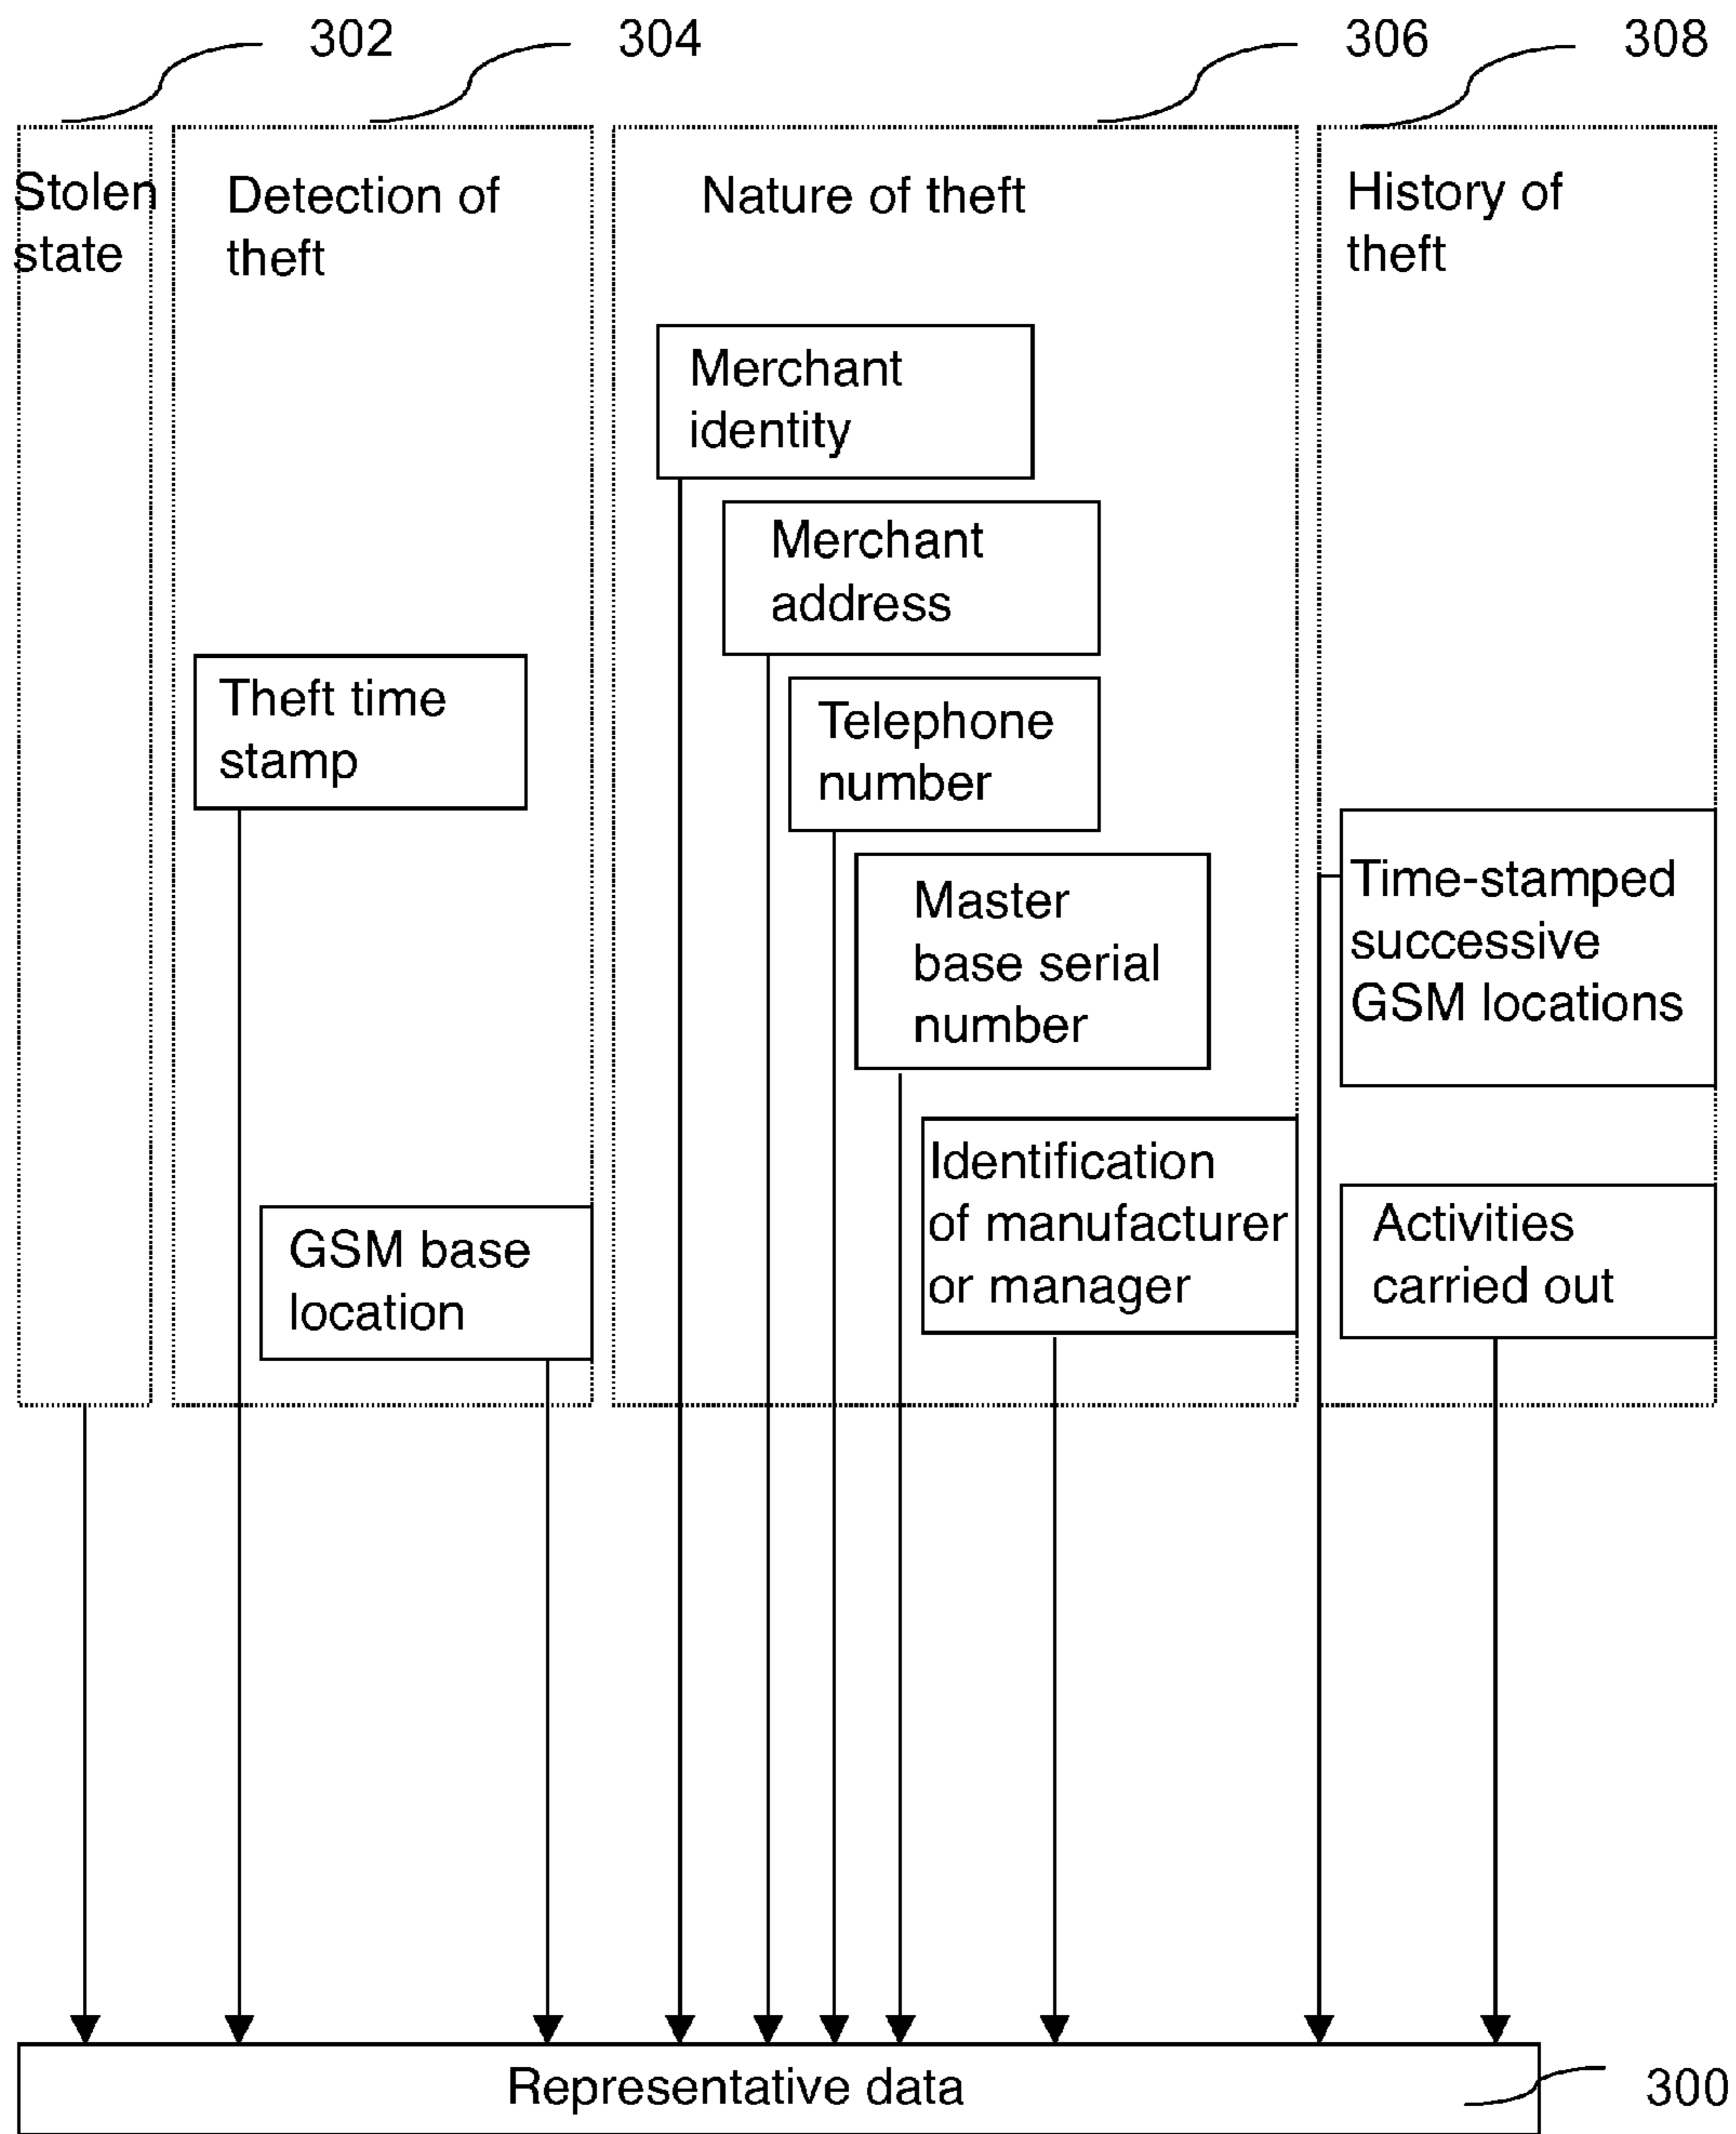 302
304
306
308
Stolen
state
Detection of
theft
Nature of theft
History of
theft
Merchant
identity
Merchant
address
Theft time
stamp
Telephone
number
Master
base serial
number
Time-stamped
successive
GSM locations
Identification
of manufacturer
or manager
GSM base
location
Activities
carried out
Representative data
300